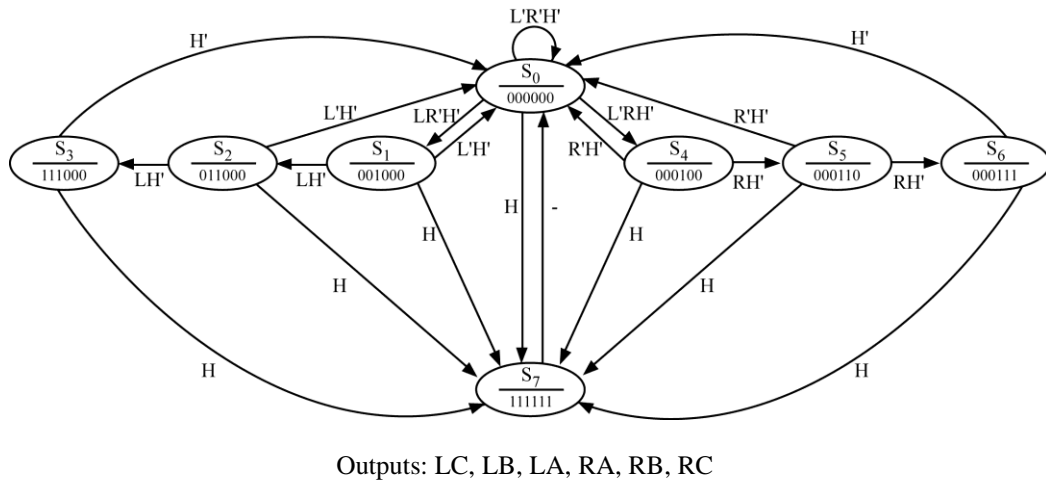 L'R'H'
H'
H'
S0
000000
L'H'
LR'H'
L'RH'
R'H'
S3
111000
LH'
S2
011000
LH'
S1
001000
L'H'
R'H'
S4
000100
RH'
S5
000110
RH'
S6
000111
H
-
H
H
H
H
H
H
S7
111111
Outputs: LC, LB, LA, RA, RB, RC